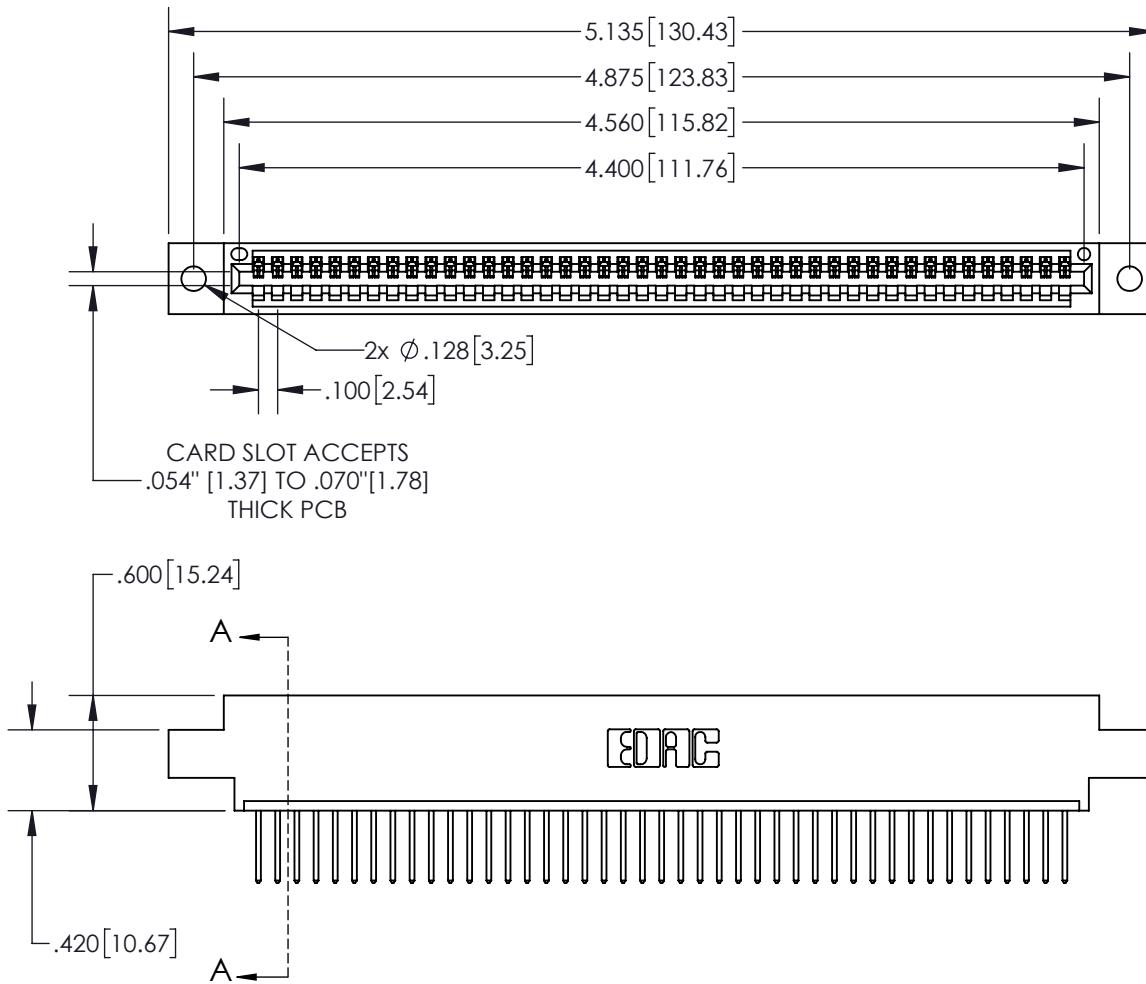 5.135[130.43]
4.875[123.83]
4.560[115.82]
4.400[111.76]
2x Ø.128[3.25]
.100[2.54]
CARD SLOT ACCEPTS
.054" [1.37] TO .070"[1.78]
THICK PCB
.600[15.24]
A
EDAC
.420[10.67]
A